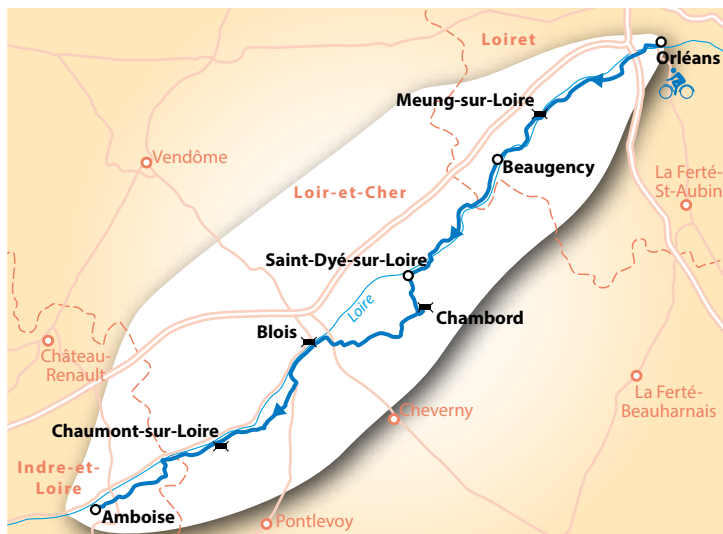 Loiret
Orléans
Meung-sur-Loire
Vendôme
Beaugency
La Ferté-
St-Aubin
Loir-et-Cher
Saint-Dyé-sur-Loire
Loire
Chambord
Blois
Château-
Renault
La Ferté-
Beauharnais
Cheverny
Chaumont-sur-Loire
Indre-et-
Loire
Amboise
Pontlevoy